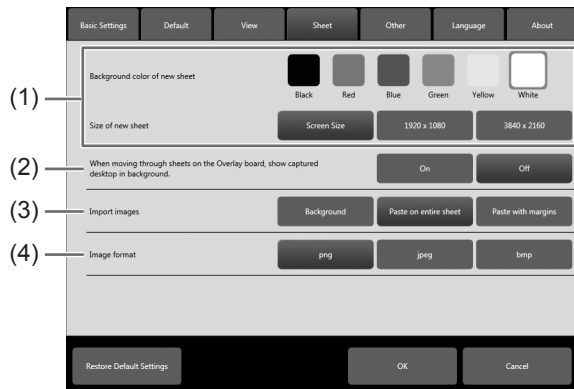 Basic Settings Default View Sheet Other Language About
(1)
Background color of new sheet
Black Red Blue Green Yellow White
Size of new sheet Screen Size 1920 x 1080 3840 x 2160
(2)
When moving through sheets on the Overlay board, show captured
desktop in background.
On Off
(3)
Import images Background Paste on entire sheet Paste with margins
(4)
Image format png jpeg bmp
Restore Default Settings OK Cancel